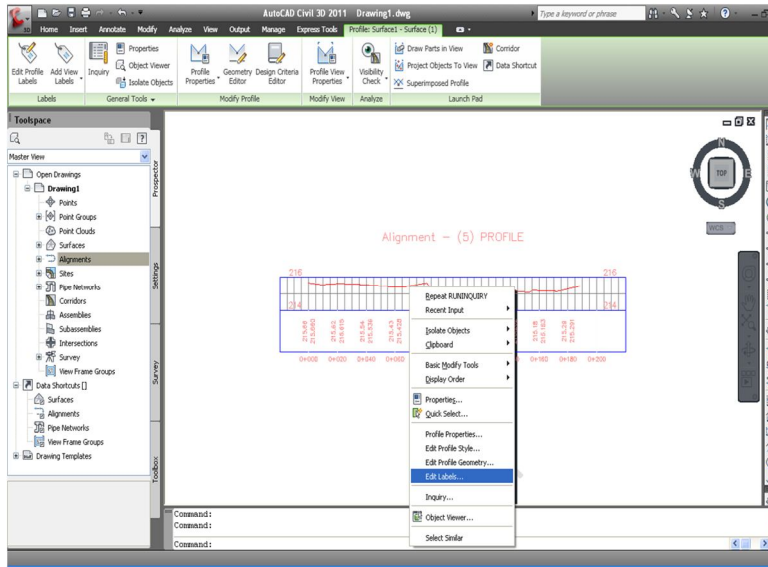 AutoCAD Civil 3D 2011 Drawing1.dwg
Type a keyword or phrase
Home Insert Annotate Modify Analyze View Output Manage Express Tools Profile: Surface1 - Surface (1)
Edit Profile Labels
Add View Labels
Inquiry
Properties
Object Viewer
Isolate Objects
Profile Properties
Geometry Editor
Design Criteria Editor
Profile View Properties
Visibility Check
Draw Parts in View
Project Objects To View
Superimposed Profile
Corridor
Data Shortcut
Labels
General Tools
Modify Profile
Modify View
Analyze
Launch Pad
Toolspace
Master View
Open Drawings
Drawing1
Points
Point Groups
Point Clouds
Surfaces
Alignments
Sites
Pipe Networks
Corridors
Assemblies
Subassemblies
Intersections
Survey
View Frame Groups
Data Shortcuts []
Surfaces
Alignments
Pipe Networks
View Frame Groups
Drawing Templates
Prospector
Settings
Survey
Toolbox
N
W TOP E
S
WCS
Alignment - (5) PROFILE
216 216
214 214
0+000 0+020 0+040 0+060 0+160 0+180 0+200
Repeat RUNINQUIRY
Recent Input
Isolate Objects
Clipboard
Basic Modify Tools
Display Order
Properties...
Quick Select...
Profile Properties...
Edit Profile Style...
Edit Profile Geometry...
Edit Labels...
Inquiry...
Object Viewer...
Select Similar
Command:
Command:
Command: